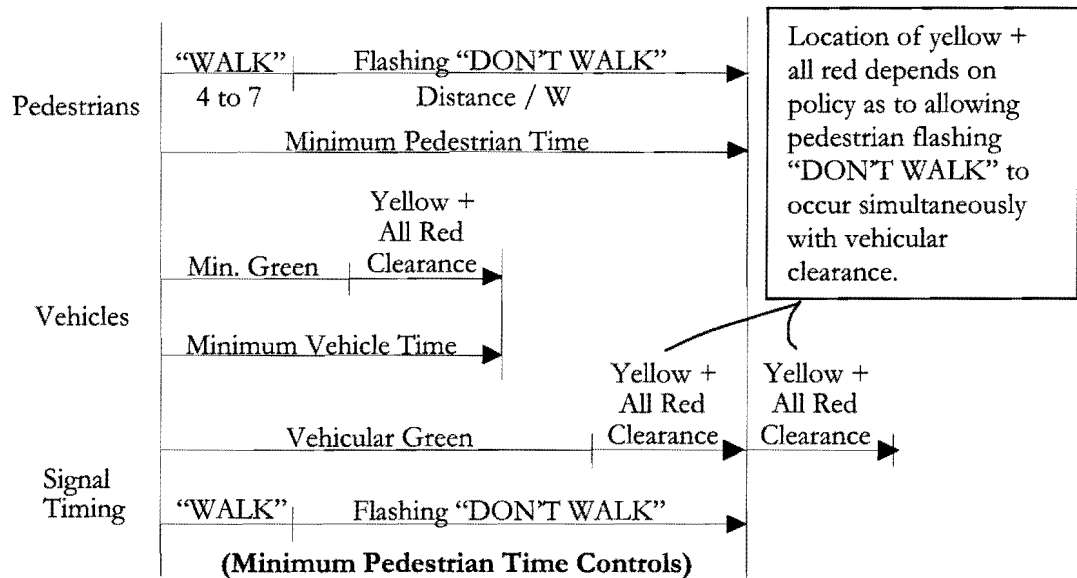 “WALK” Flashing “DON’T WALK”
4 to 7 Distance / W
Pedestrians
Minimum Pedestrian Time
Location of yellow +
all red depends on
policy as to allowing
pedestrian flashing
“DON’T WALK” to
occur simultaneously
with vehicular
clearance.
Yellow +
All Red
Min. Green Clearance
Vehicles
Minimum Vehicle Time
Yellow + Yellow +
All Red All Red
Vehicular Green Clearance Clearance
Signal
Timing
“WALK” Flashing “DON’T WALK”
(Minimum Pedestrian Time Controls)